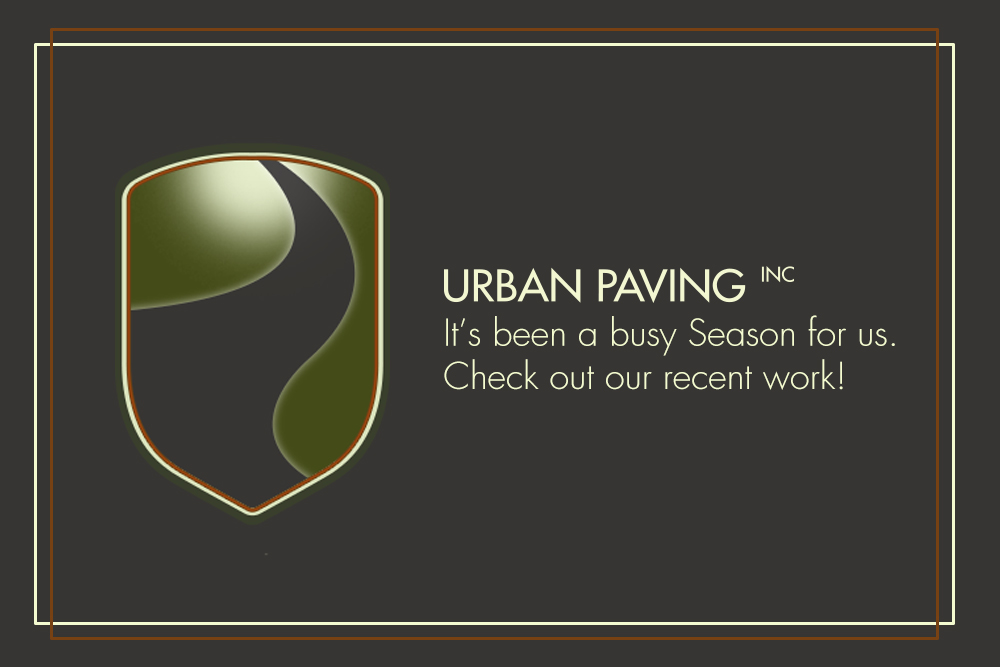 URBAN PAVING INC
It’s been a busy Season for us.
Check out our recent work!